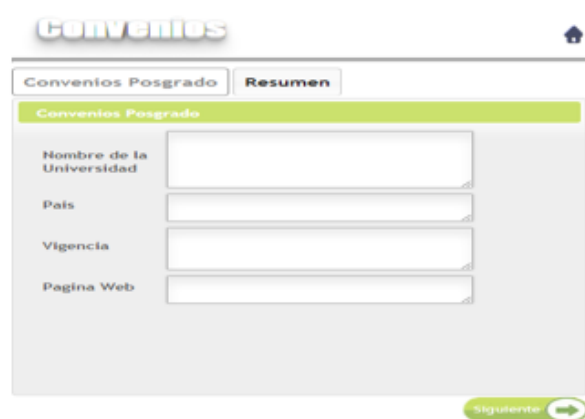 Convenios
Convenios Posgrado
Resumen
Convenios Posgrado
Nombre de la
Universidad
Pais
Vigencia
Pagina Web
Siguiente